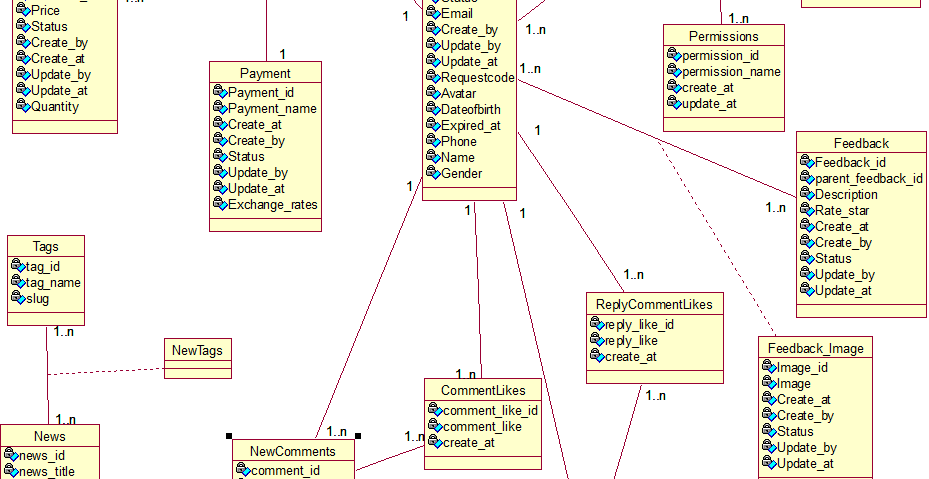 Price
Status
Create_by
Create_at
Update_by
Update_at
Quantity
1
Payment
Payment_id
Payment_name
Create_at
Create_by
Status
Update_by
Update_at
Exchange_rates
1
Email
Create_by
Update_by
Update_at
Requestcode
Avatar
Dateofbirth
Expired_at
Phone
Name
Gender
1..n
1..n
1
1
1
1
1..n
Permissions
permission_id
permission_name
create_at
update_at
Feedback
Feedback_id
parent_feedback_id
Description
Rate_star
Create_at
Create_by
Status
Update_by
Update_at
1..n
Tags
tag_id
tag_name
slug
1..n
NewTags
1..n
News
news_id
news_title
1..n
NewComments
comment_id
1..n
CommentLikes
comment_like_id
comment_like
create_at
1..n
1..n
ReplyCommentLikes
reply_like_id
reply_like
create_at
1..n
Feedback_Image
Image_id
Image
Create_at
Create_by
Status
Update_by
Update_at